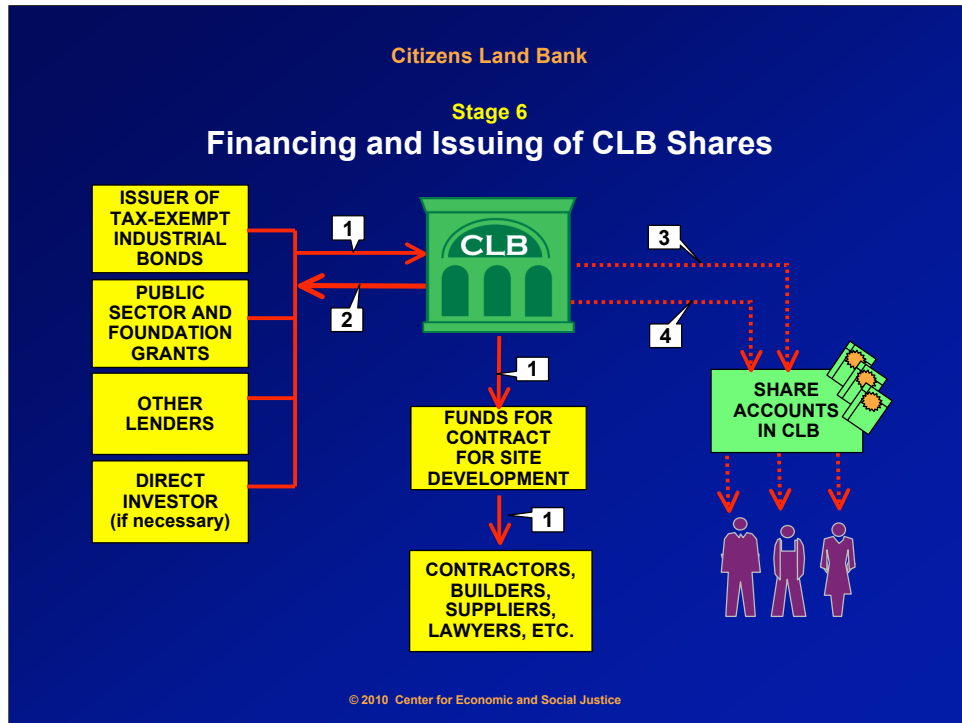 Citizens Land Bank
Stage 6
Financing and Issuing of CLB Shares
ISSUER OF
TAX-EXEMPT
INDUSTRIAL
BONDS
PUBLIC
SECTOR AND
FOUNDATION
GRANTS
OTHER
LENDERS
DIRECT
INVESTOR
(if necessary)
1
2
CLB
3
4
1
FUNDS FOR
CONTRACT
FOR SITE
DEVELOPMENT
1
CONTRACTORS,
BUILDERS,
SUPPLIERS,
LAWYERS, ETC.
SHARE
ACCOUNTS
IN CLB
© 2010 Center for Economic and Social Justice